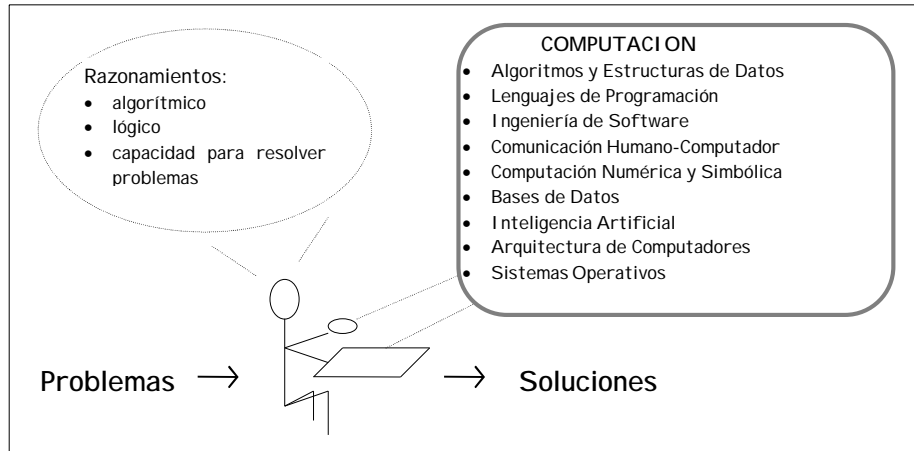 Razonamientos:
• algorítmico
• lógico
• capacidad para resolver
problemas
COMPUTACION
• Algoritmos y Estructuras de Datos
• Lenguajes de Programación
• Ingeniería de Software
• Comunicación Humano-Computador
• Computación Numérica y Simbólica
• Bases de Datos
• Inteligencia Artificial
• Arquitectura de Computadores
• Sistemas Operativos
Problemas → → Soluciones